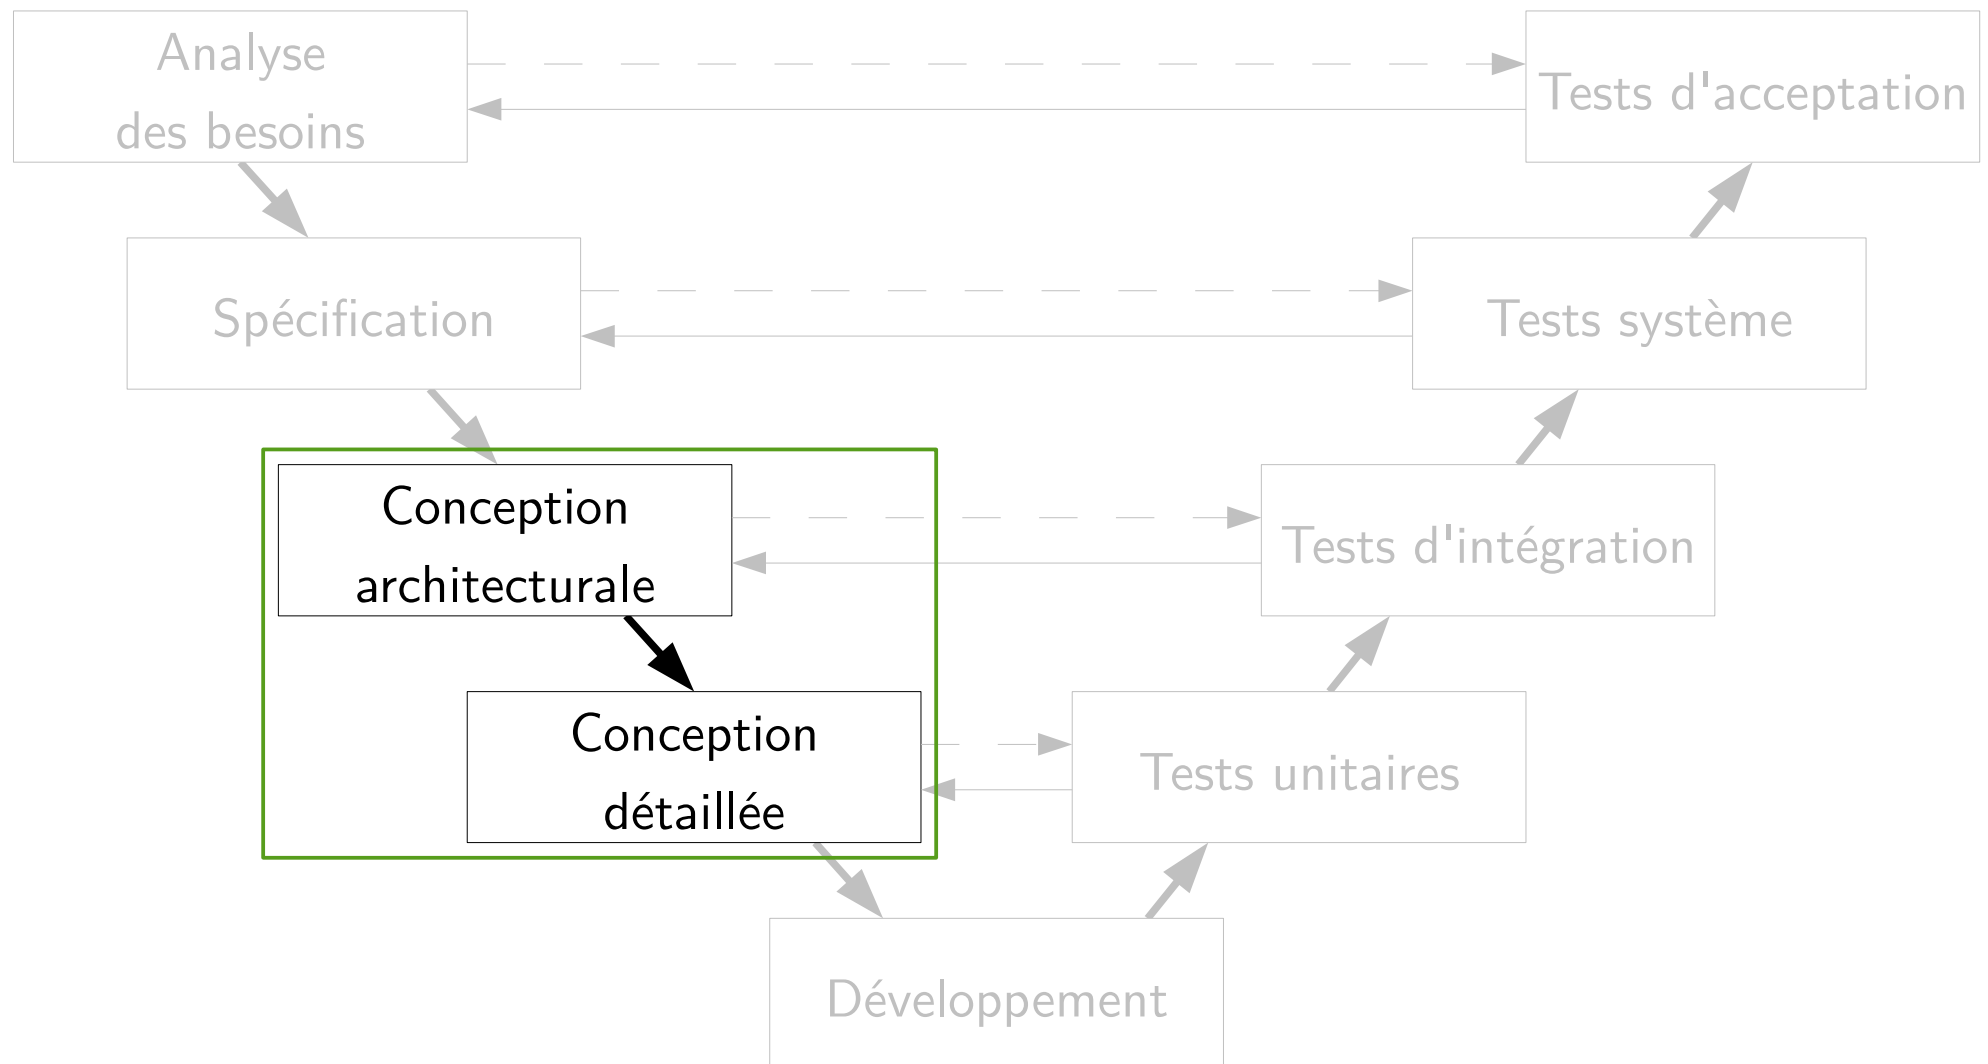 Analyse
des besoins
Tests d'acceptation
Spécification
Tests système
Conception
architecturale
Tests d'intégration
Conception
détaillée
Tests unitaires
Développement